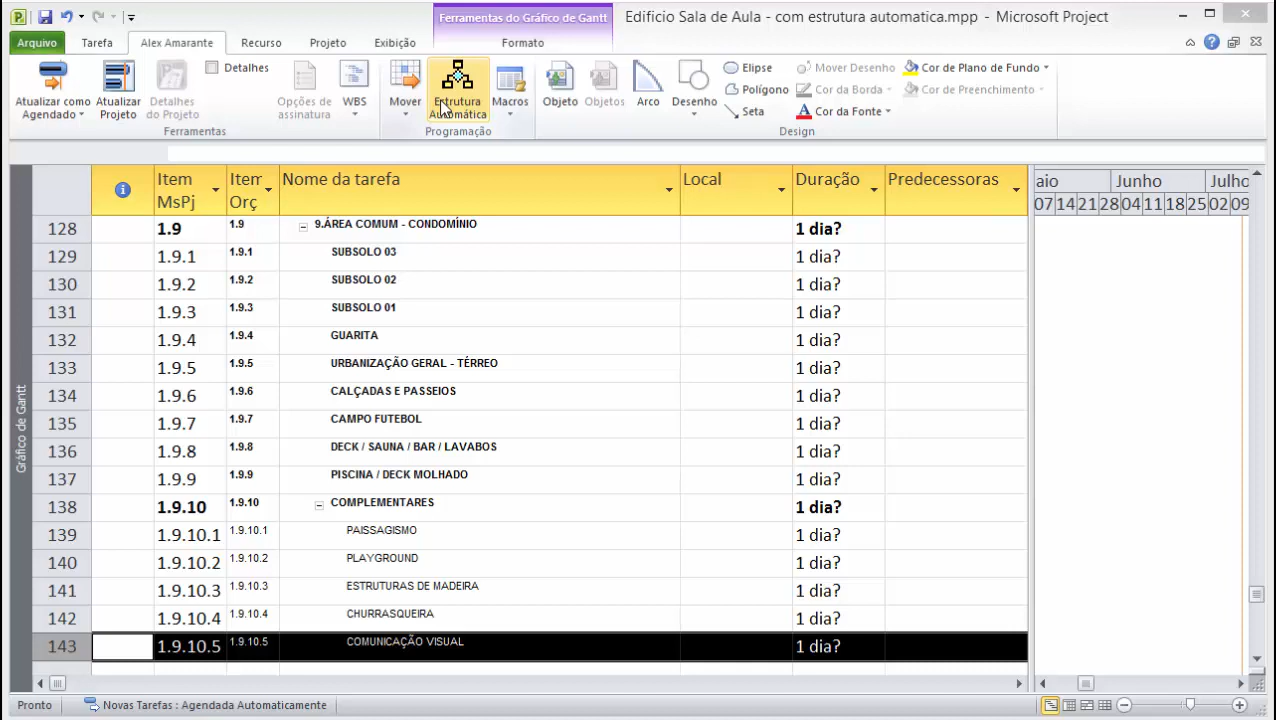 Ferramentas do Gráfico de Gantt
Edificio Sala de Aula - com estrutura automatica.mpp - Microsoft Project
Arquivo Tarefa Alex Amarante Recurso Projeto Exibição Formato
Atualizar como Agendado
Atualizar Projeto
Detalhes do Projeto
Detalhes
Opções de assinatura
WBS
Ferramentas
Mover
Estrutura Automática
Macros
Programação
Objeto
Objetos
Arco
Desenho
Elipse
Polígono
Seta
Mover Desenho
Cor da Borda
Cor da Fonte
Cor de Plano de Fundo
Cor de Preenchimento
Design
Item MsPj
Item Orç
Nome da tarefa
Local
Duração
Predecessoras
aio Junho Julho
07 14 21 28 04 11 18 25 02 09
128 1.9 1.9 9.ÁREA COMUM - CONDOMÍNIO 1 dia?
129 1.9.1 1.9.1 SUBSOLO 03 1 dia?
130 1.9.2 1.9.2 SUBSOLO 02 1 dia?
131 1.9.3 1.9.3 SUBSOLO 01 1 dia?
132 1.9.4 1.9.4 GUARITA 1 dia?
133 1.9.5 1.9.5 URBANIZAÇÃO GERAL - TÉRREO 1 dia?
134 1.9.6 1.9.6 CALÇADAS E PASSEIOS 1 dia?
135 1.9.7 1.9.7 CAMPO FUTEBOL 1 dia?
136 1.9.8 1.9.8 DECK / SAUNA / BAR / LAVABOS 1 dia?
137 1.9.9 1.9.9 PISCINA / DECK MOLHADO 1 dia?
138 1.9.10 1.9.10 COMPLEMENTARES 1 dia?
139 1.9.10.1 1.9.10.1 PAISSAGISMO 1 dia?
140 1.9.10.2 1.9.10.2 PLAYGROUND 1 dia?
141 1.9.10.3 1.9.10.3 ESTRUTURAS DE MADEIRA 1 dia?
142 1.9.10.4 1.9.10.4 CHURRASQUEIRA 1 dia?
143 1.9.10.5 1.9.10.5 COMUNICAÇÃO VISUAL 1 dia?
Gráfico de Gantt
Pronto
Novas Tarefas : Agendada Automaticamente